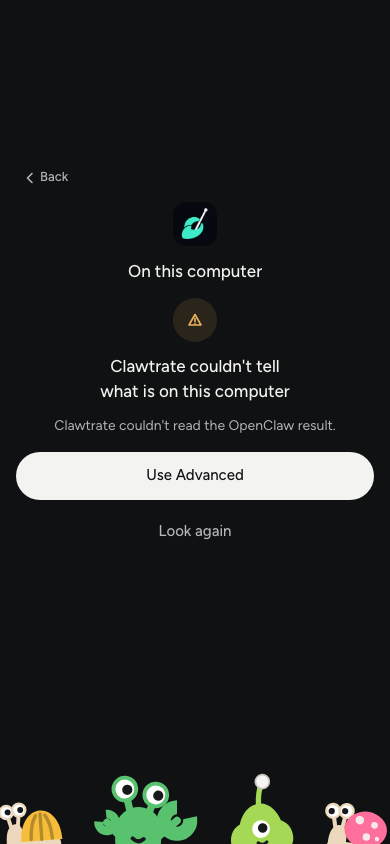 Back
On this computer
Clawtrate couldn't tell
what is on this computer
Clawtrate couldn't read the OpenClaw result.
Use Advanced
Look again